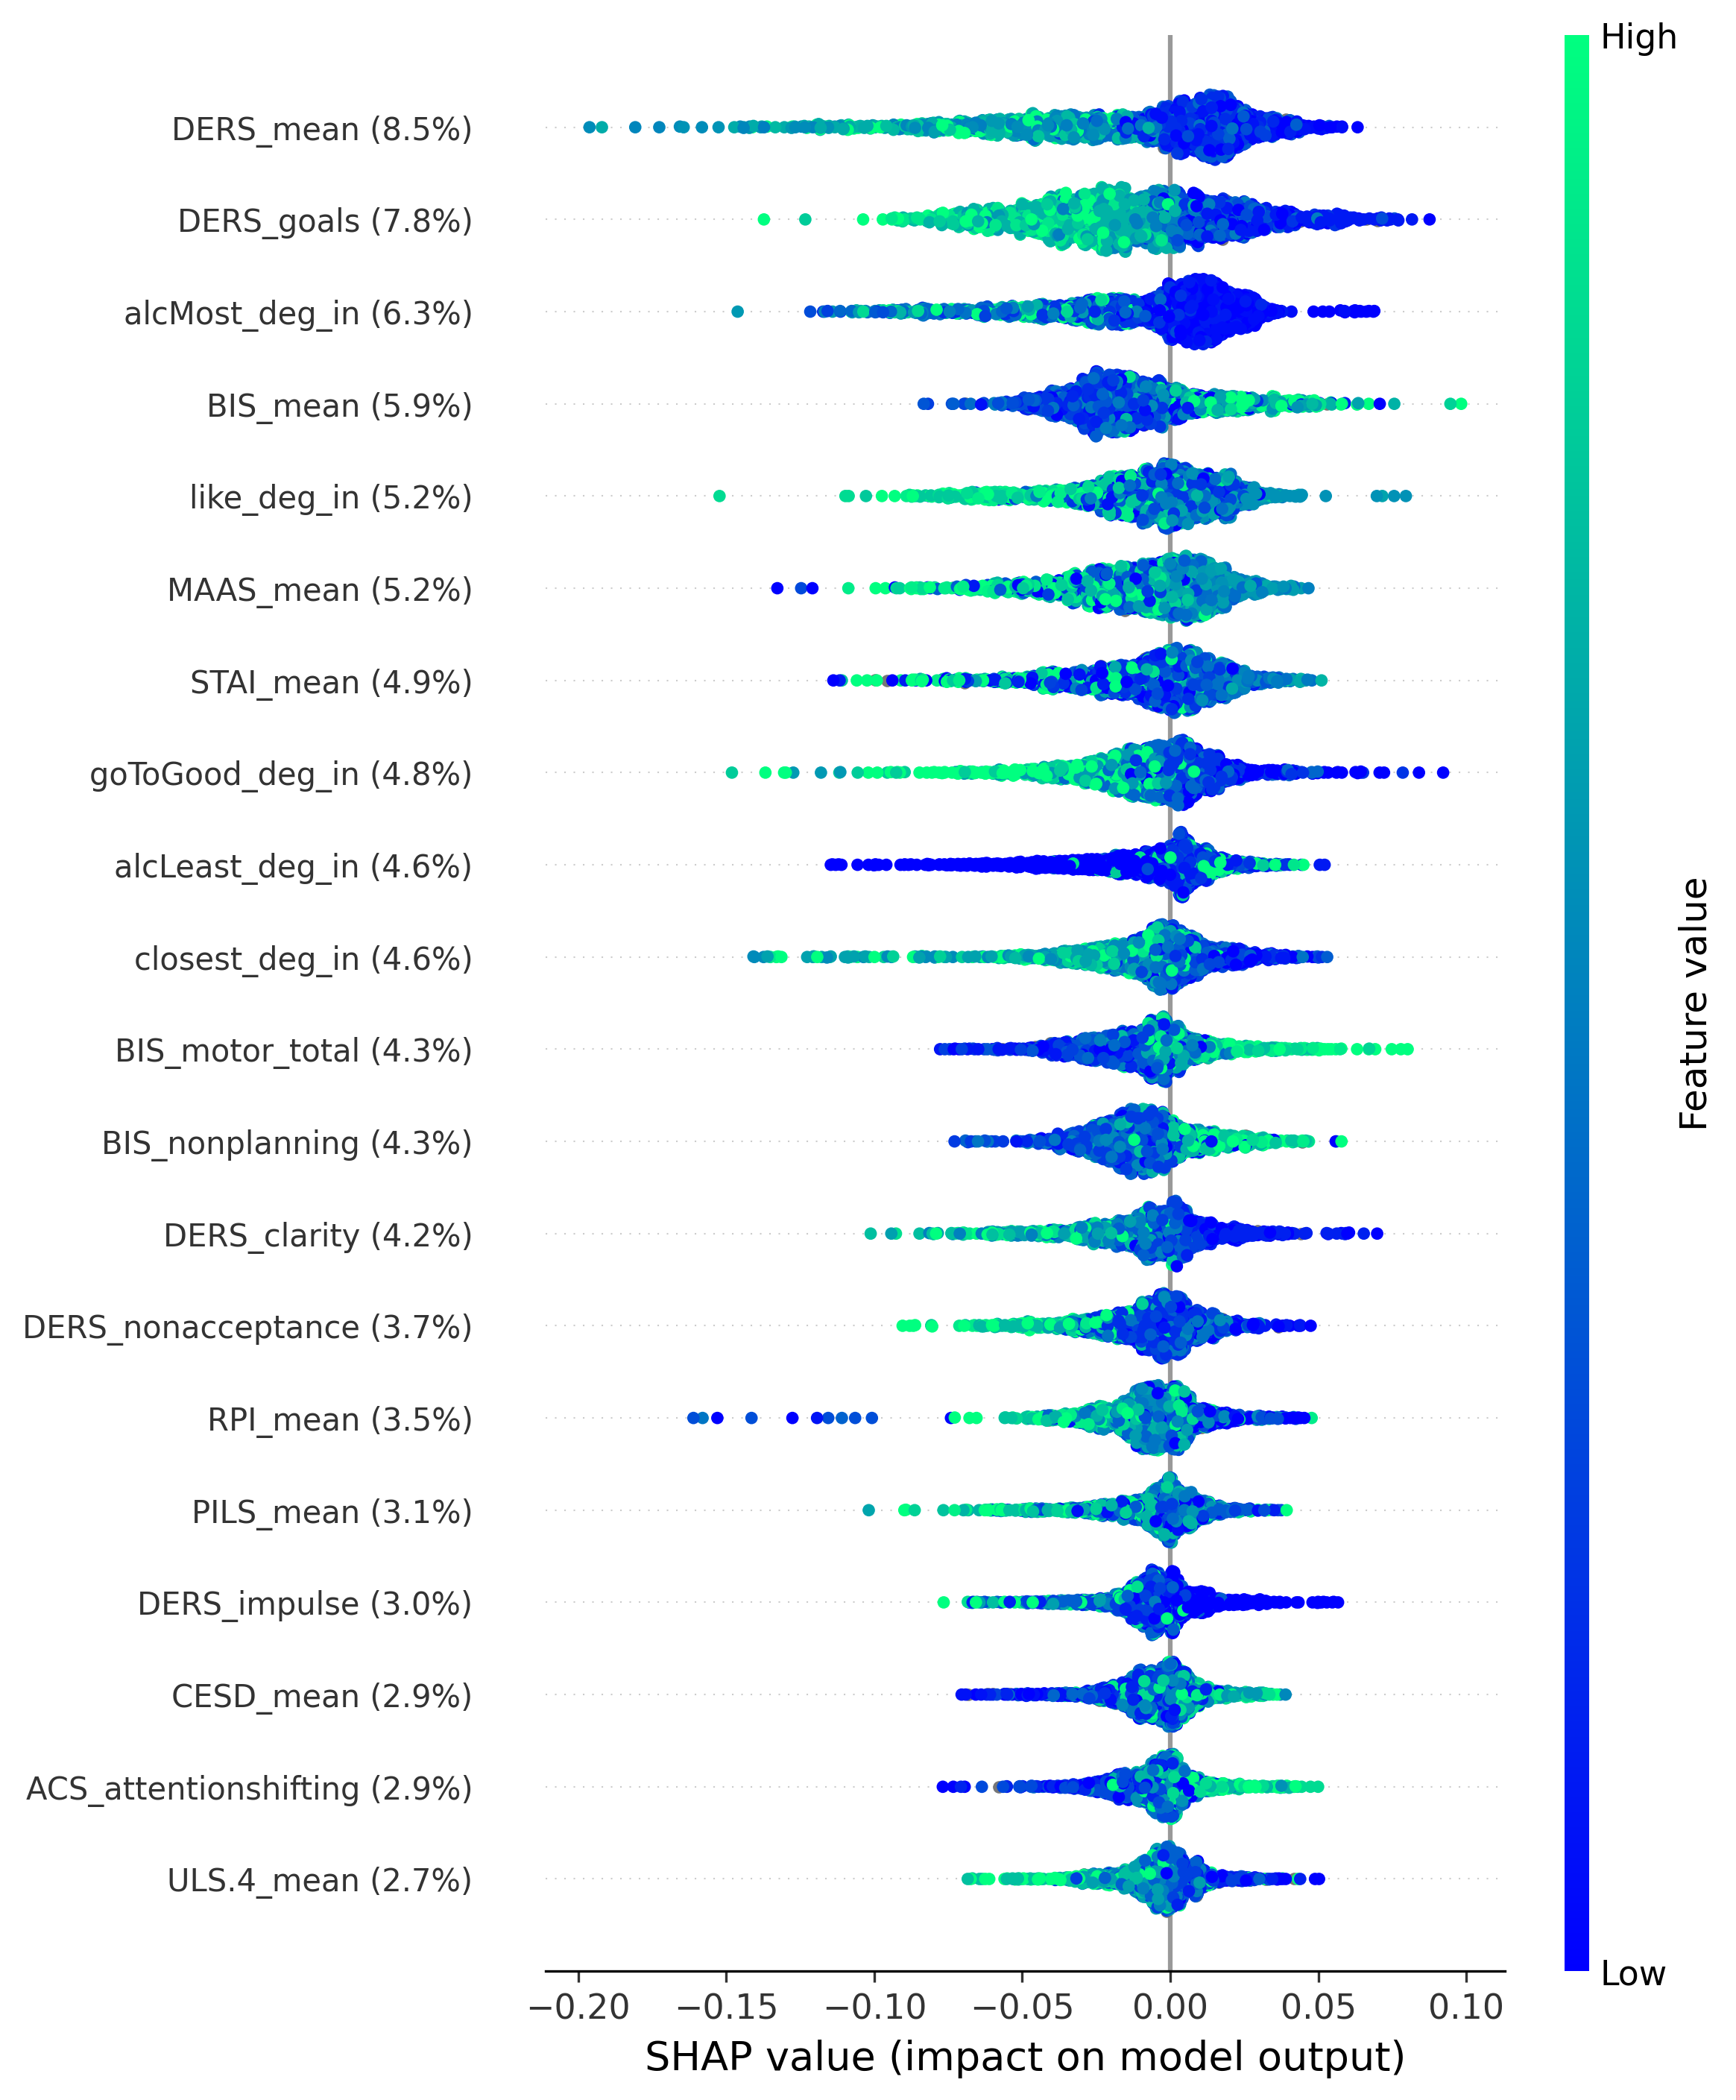 High
DERS_mean (8.5%)
DERS_goals (7.8%)
alcMost_deg_in (6.3%)
BIS_mean (5.9%)
like_deg_in (5.2%)
MAAS_mean (5.2%)
STAI_mean (4.9%)
goToGood_deg_in (4.8%)
alcLeast_deg_in (4.6%)
closest_deg_in (4.6%)
BIS_motor_total (4.3%)
BIS_nonplanning (4.3%)
DERS_clarity (4.2%)
DERS_nonacceptance (3.7%)
RPI_mean (3.5%)
PILS_mean (3.1%)
DERS_impulse (3.0%)
CESD_mean (2.9%)
ACS_attentionshifting (2.9%)
ULS.4_mean (2.7%)
Feature value
Low
−0.20 −0.15 −0.10 −0.05 0.00 0.05 0.10
SHAP value (impact on model output)